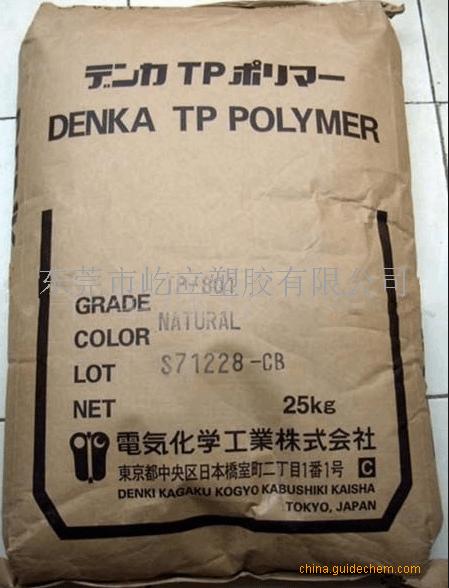 デンカ TP ポリマー
DENKA TP POLYMER
东莞市屹立塑胶有限公司
GRADE
COLOR NATURAL
LOT S71228-CB
NET 25kg
電気化学工業株式会社
東京都中央区日本橋室町二丁目1番1号 C
DENKI KAGAKU KOGYO KABUSHIKI KAISHA
TOKYO, JAPAN
china.guidechem.com